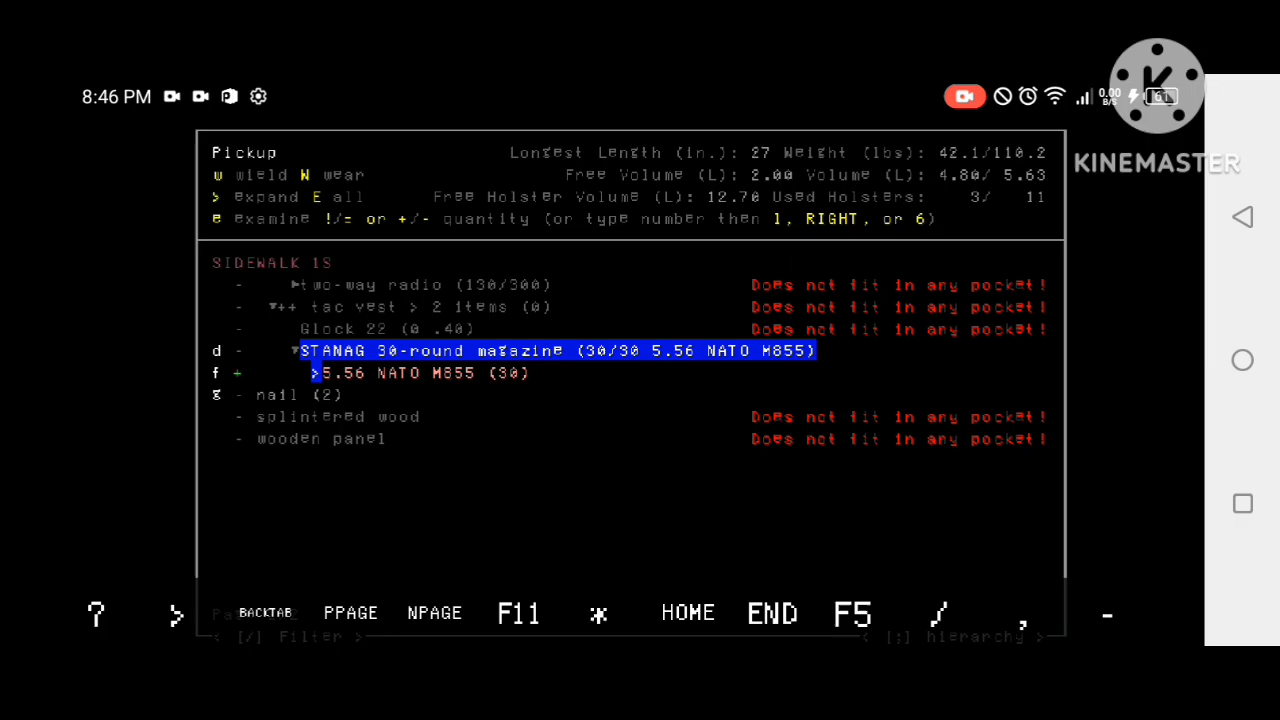 8:46 PM 0.00 B/S 61
K
KINEMASTER
Pickup Longest Length (in.): 27 Weight (lbs): 42.1/110.2
w wield W wear Free Volume (L): 2.00 Volume (L): 4.80/ 5.63
> expand E all Free Holster Volume (L): 12.70 Used Holsters: 3/ 11
e examine !/= or +/- quantity (or type number then 1, RIGHT, or 6)
SIDEWALK 1S
- ▶two-way radio (130/300) Does not fit in any pocket!
- ▼++ tac vest > 2 items (0) Does not fit in any pocket!
- Glock 22 (0 .40) Does not fit in any pocket!
d - ▼STANAG 30-round magazine (30/30 5.56 NATO M855)
f + >5.56 NATO M855 (30)
g - nail (2)
- splintered wood Does not fit in any pocket!
- wooden panel Does not fit in any pocket!
? > BACKTAB PPAGE NPAGE F11 * HOME END F5 / , -
< [/] Filter > < [;] hierarchy >